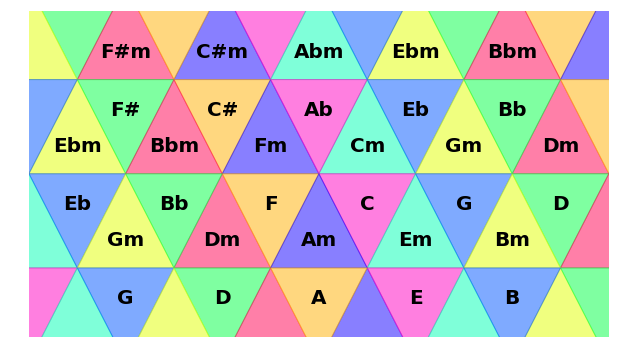 F#m C#m Abm Ebm Bbm
F# C# Ab Eb Bb
Ebm Bbm Fm Cm Gm Dm
Eb Bb F C G D
Gm Dm Am Em Bm
G D A E B